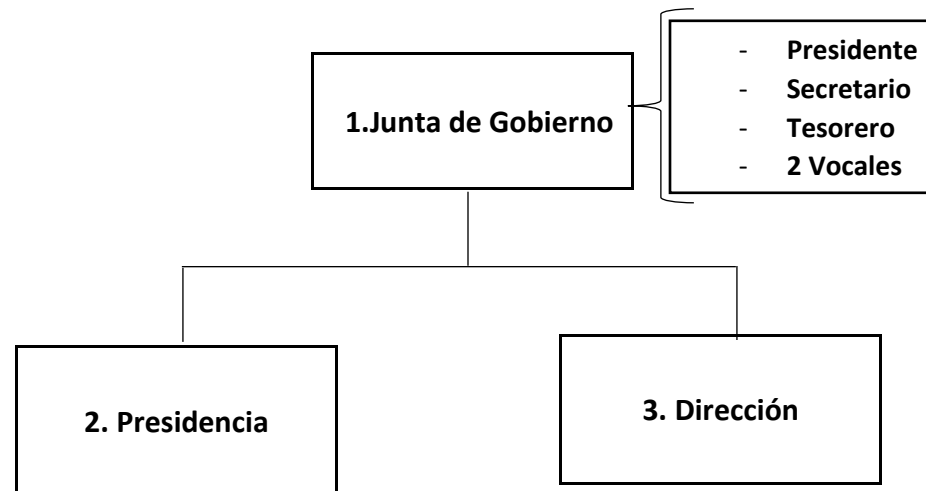 1.Junta de Gobierno
- Presidente
- Secretario
- Tesorero
- 2 Vocales
2. Presidencia
3. Dirección